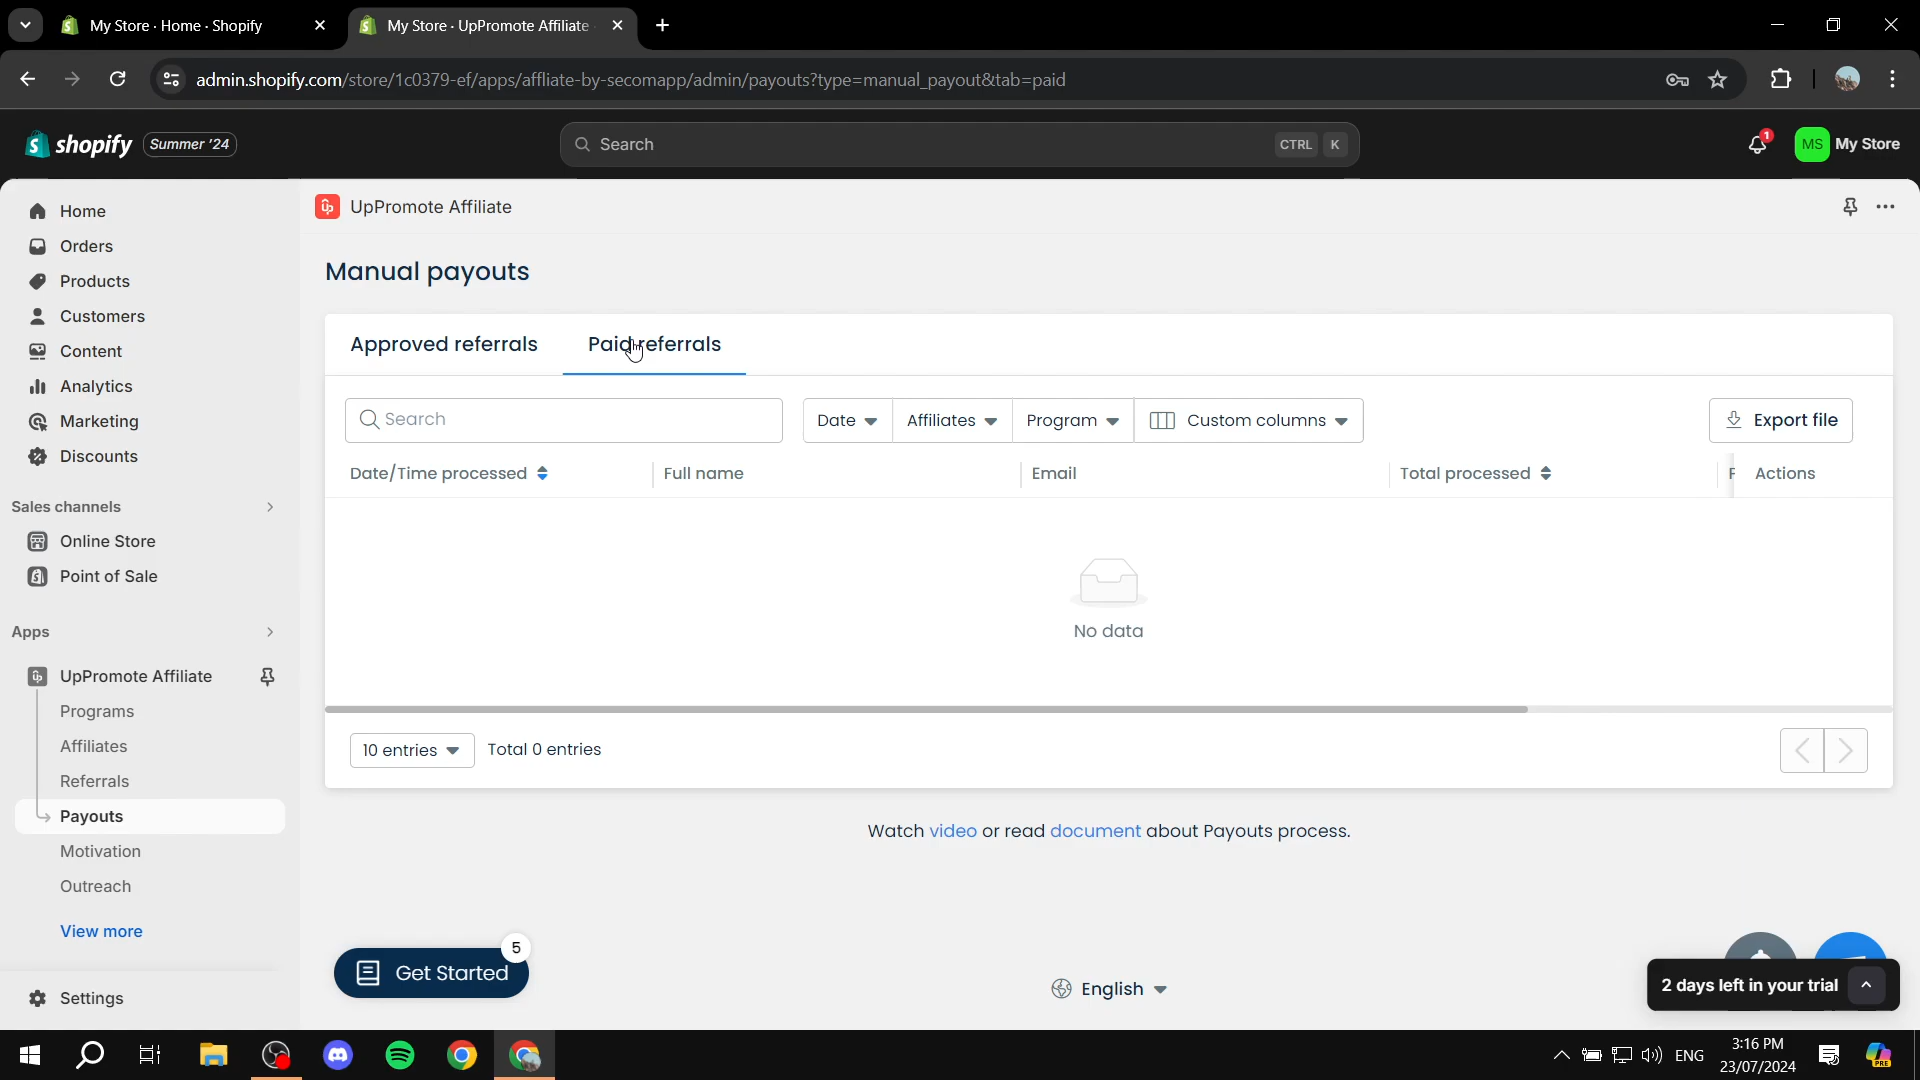 My Store · Home · Shopify
My Store · UpPromote Affiliate
admin.shopify.com/store/1c0379-ef/apps/affliate-by-secomapp/admin/payouts?type=manual_payout&tab=paid
shopify
Summer '24
Search
CTRL K
1
MS
My Store
Home
Orders
Products
Customers
Content
Analytics
Marketing
Discounts
Sales channels
Online Store
Point of Sale
Apps
UpPromote Affiliate
Programs
Affiliates
Referrals
Payouts
Motivation
Outreach
View more
Settings
UpPromote Affiliate
Manual payouts
Approved referrals
Paid referrals
Search
Date
Affiliates
Program
Custom columns
Export file
Date/Time processed
Full name
Email
Total processed
Actions
No data
10 entries
Total 0 entries
Watch video or read document about Payouts process.
Get Started
5
English
2 days left in your trial
ENG
3:16 PM
23/07/2024
PRE